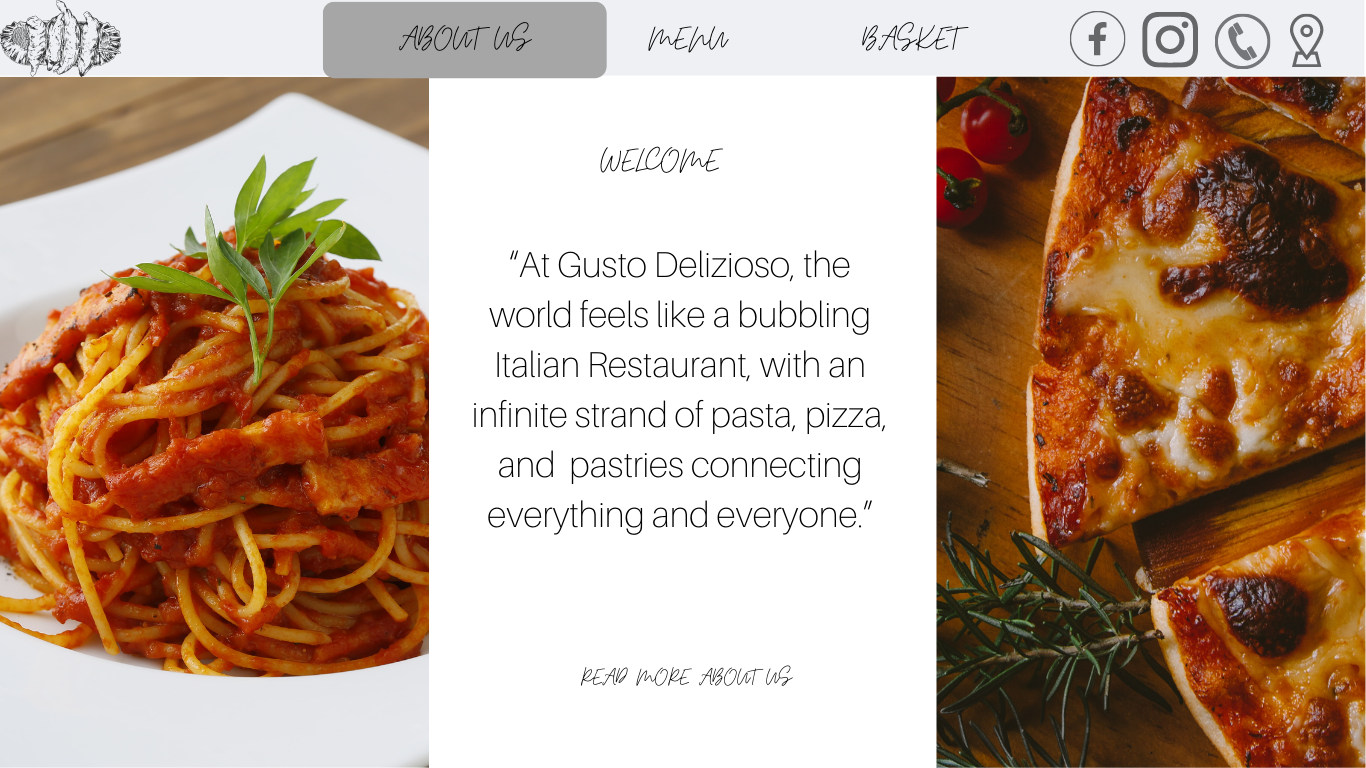 ABOUT US
MENU
BASKET
WELCOME
“At Gusto Delizioso, the
world feels like a bubbling
Italian Restaurant, with an
infinite strand of pasta, pizza,
and pastries connecting
everything and everyone.”
READ MORE ABOUT US